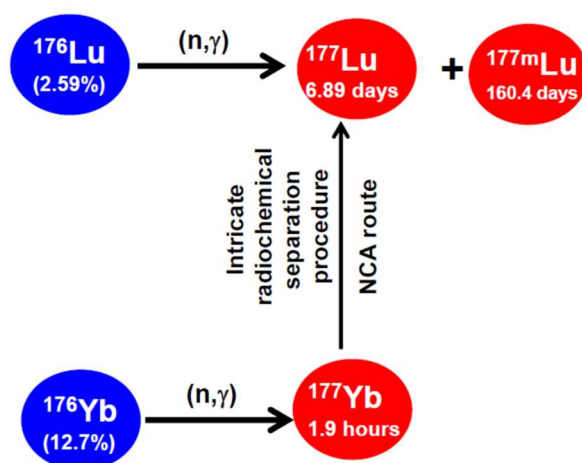 ¹⁷⁶Lu
(2.59%)
(n,γ)
¹⁷⁷Lu
6.89 days
+
¹⁷⁷ᵐLu
160.4 days
Intricate
radiochemical
separation
procedure
NCA route
¹⁷⁶Yb
(12.7%)
(n,γ)
¹⁷⁷Yb
1.9 hours